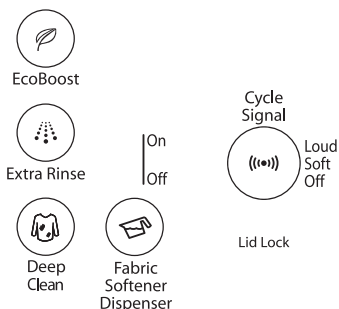 EcoBoost
Extra Rinse
On
Off
Deep
Clean
Fabric
Softener
Dispenser
Cycle
Signal
Loud
Soft
Off
Lid Lock